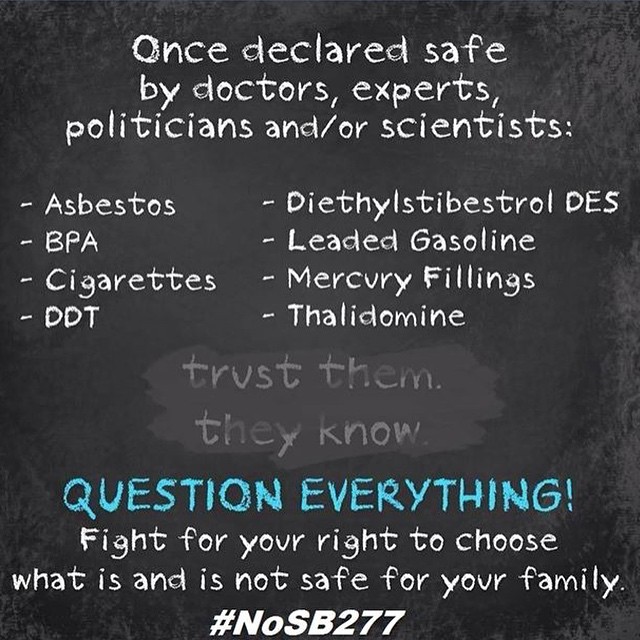 Once declared safe
by doctors, experts,
politicians and/or scientists:
- Asbestos
- BPA
- Cigarettes
- DDT
- Diethylstibestrol DES
- Leaded Gasoline
- Mercury Fillings
- Thalidomine
trust them.
they know.
QUESTION EVERYTHING!
Fight for your right to choose
what is and is not safe for your family.
#NoSB277